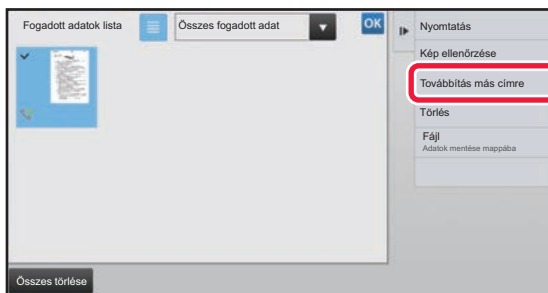 Fogadott adatok lista
Összes fogadott adat
OK
Nyomtatás
Kép ellenőrzése
Továbbítás más címre
Törlés
Fájl
Adatok mentése mappába
Összes törlése